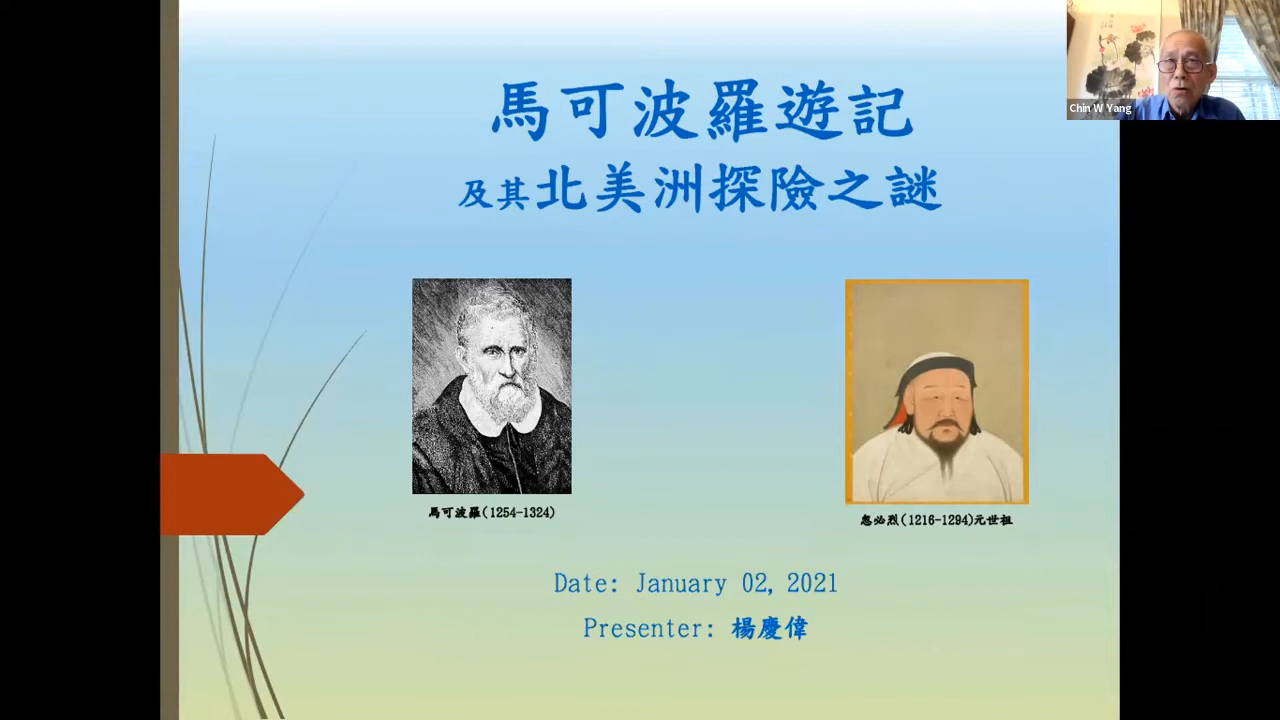 馬可波羅遊記
及其北美洲探險之謎
Chin W Yang
馬可波羅(1254-1324)
忽必烈(1216-1294)元世祖
Date: January 02, 2021
Presenter: 楊慶偉